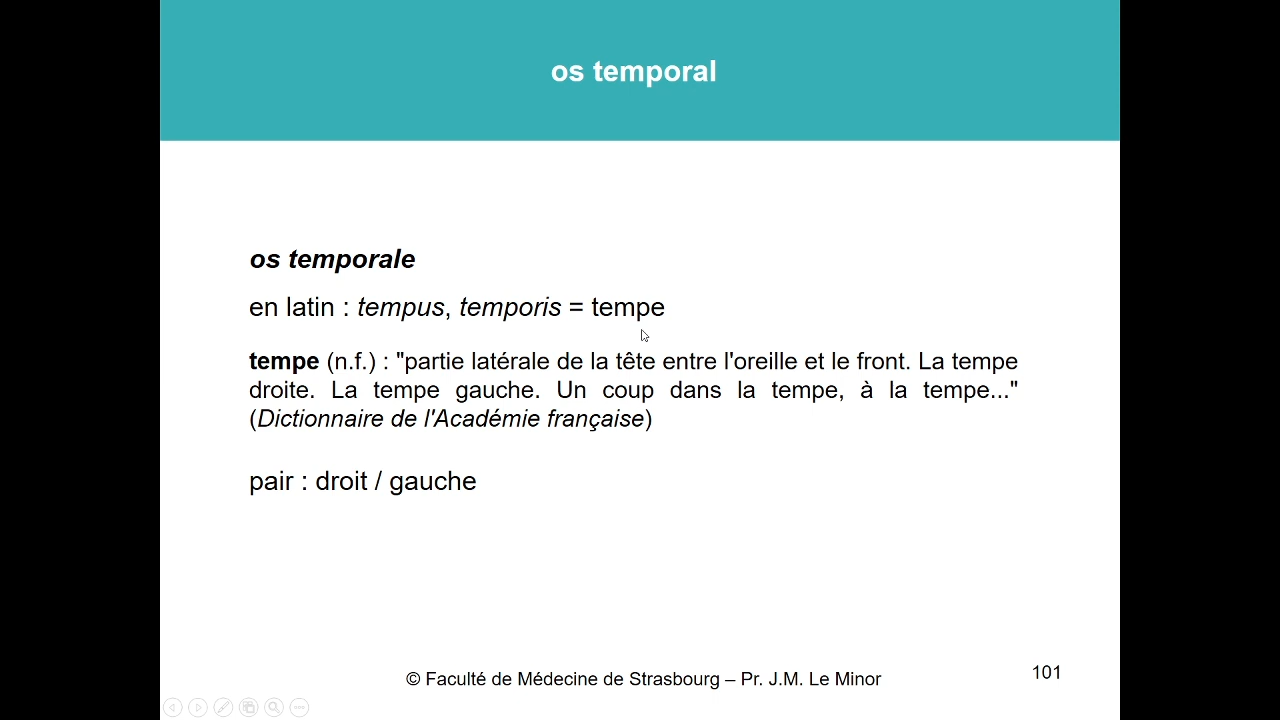 os temporal
os temporale
en latin : tempus, temporis = tempe
tempe (n.f.) : "partie latérale de la tête entre l'oreille et le front. La tempe
droite. La tempe gauche. Un coup dans la tempe, à la tempe..."
(Dictionnaire de l'Académie française)
pair : droit / gauche
© Faculté de Médecine de Strasbourg – Pr. J.M. Le Minor
101